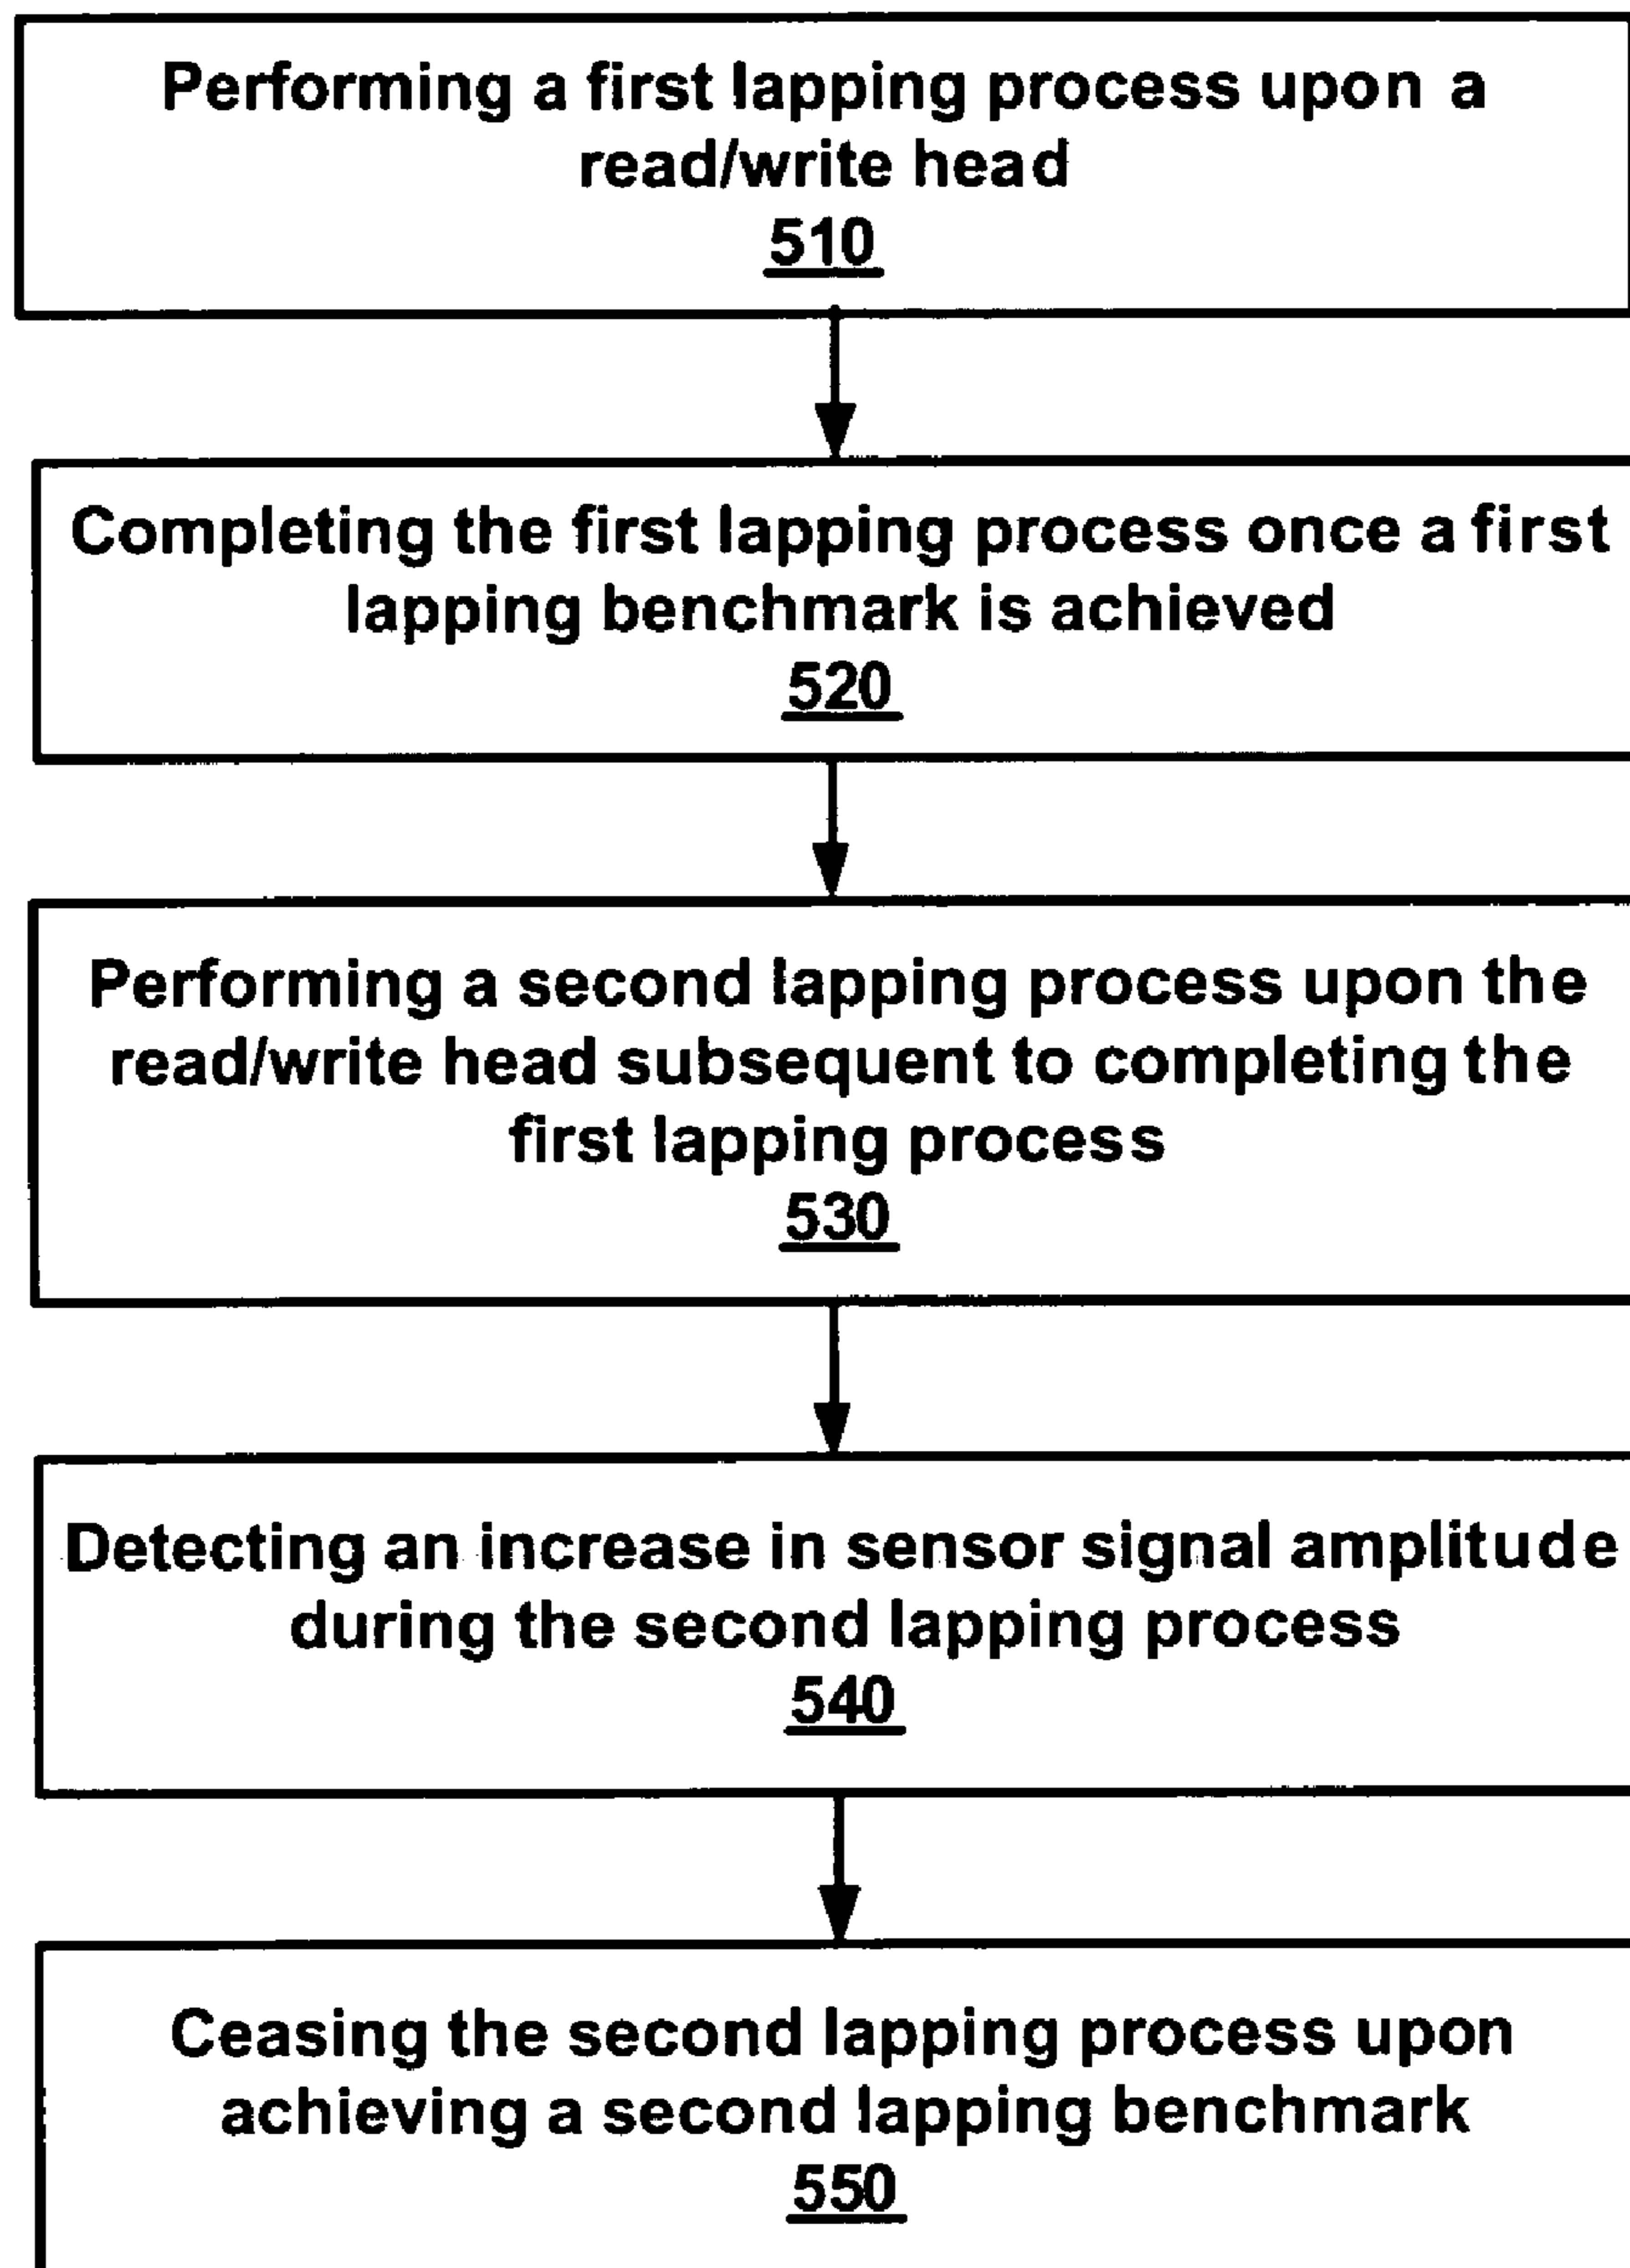 Performing a first lapping process upon a
read/write head
510
Completing the first lapping process once a first
lapping benchmark is achieved
520
Performing a second lapping process upon the
read/write head subsequent to completing the
first lapping process
530
Detecting an increase in sensor signal amplitude
during the second lapping process
540
Ceasing the second lapping process upon
achieving a second lapping benchmark
550